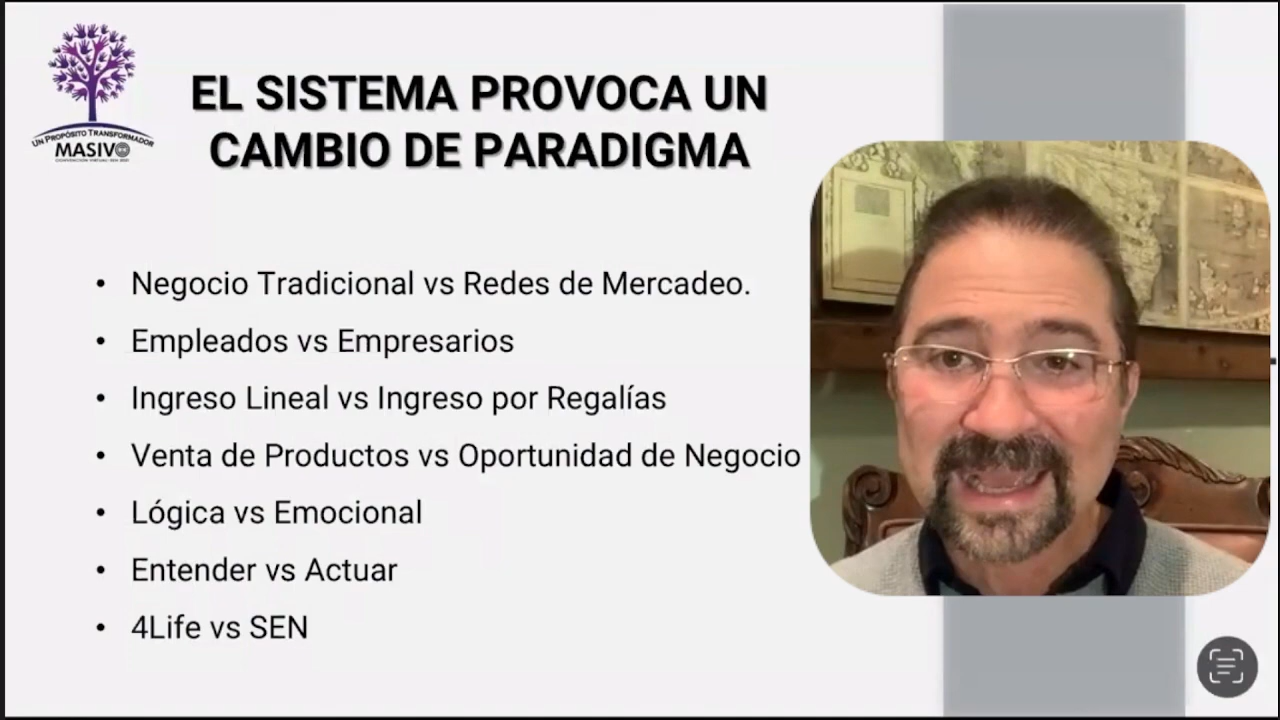 UN PROPÓSITO TRANSFORMADOR
MASIVO
EL SISTEMA PROVOCA UN
CAMBIO DE PARADIGMA
• Negocio Tradicional vs Redes de Mercadeo.
• Empleados vs Empresarios
• Ingreso Lineal vs Ingreso por Regalías
• Venta de Productos vs Oportunidad de Negocio
• Lógica vs Emocional
• Entender vs Actuar
• 4Life vs SEN